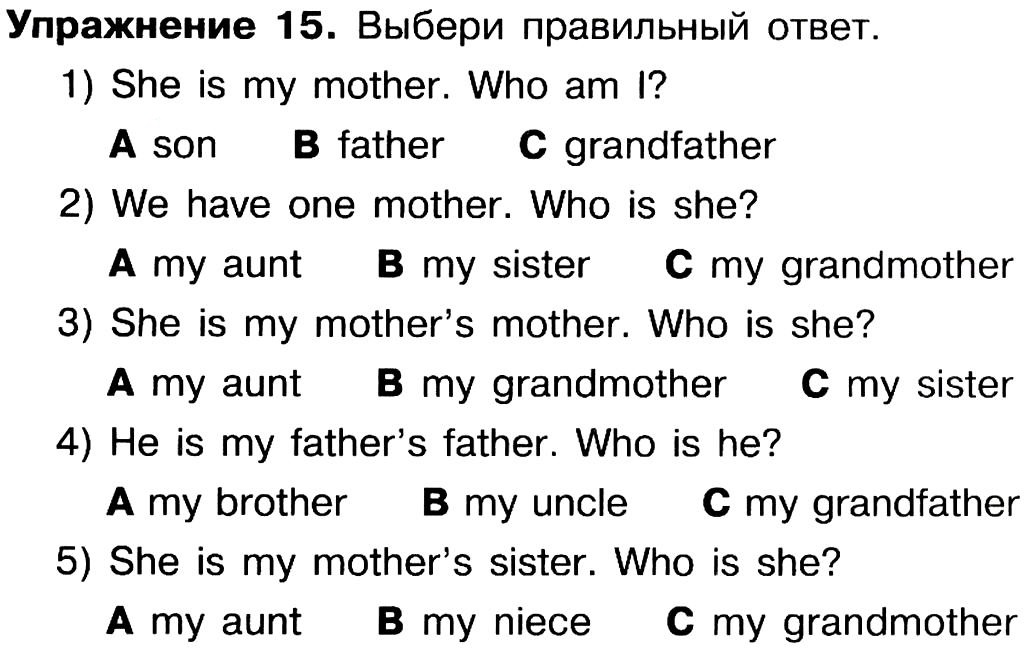 Упражнение 15. Выбери правильный ответ.
1) She is my mother. Who am I?
A son B father C grandfather
2) We have one mother. Who is she?
A my aunt B my sister C my grandmother
3) She is my mother's mother. Who is she?
A my aunt B my grandmother C my sister
4) He is my father's father. Who is he?
A my brother B my uncle C my grandfather
5) She is my mother's sister. Who is she?
A my aunt B my niece C my grandmother